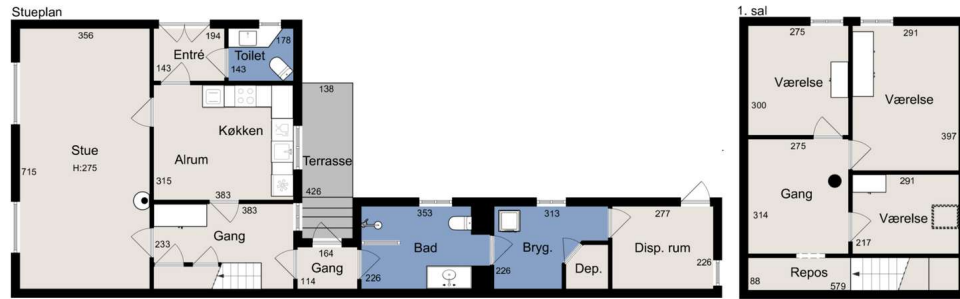 Stueplan
356
194
Entré
143
Toilet
178
143
Køkken
Alrum
315
383
Stue
H:275
715
138
Terrasse
426
383
Gang
233
164
Gang
114
353
Bad
226
313
Bryg.
226
Dep.
277
Disp. rum
226
1. sal
275
Værelse
300
291
Værelse
397
275
Gang
314
291
Værelse
217
Repos
88
579